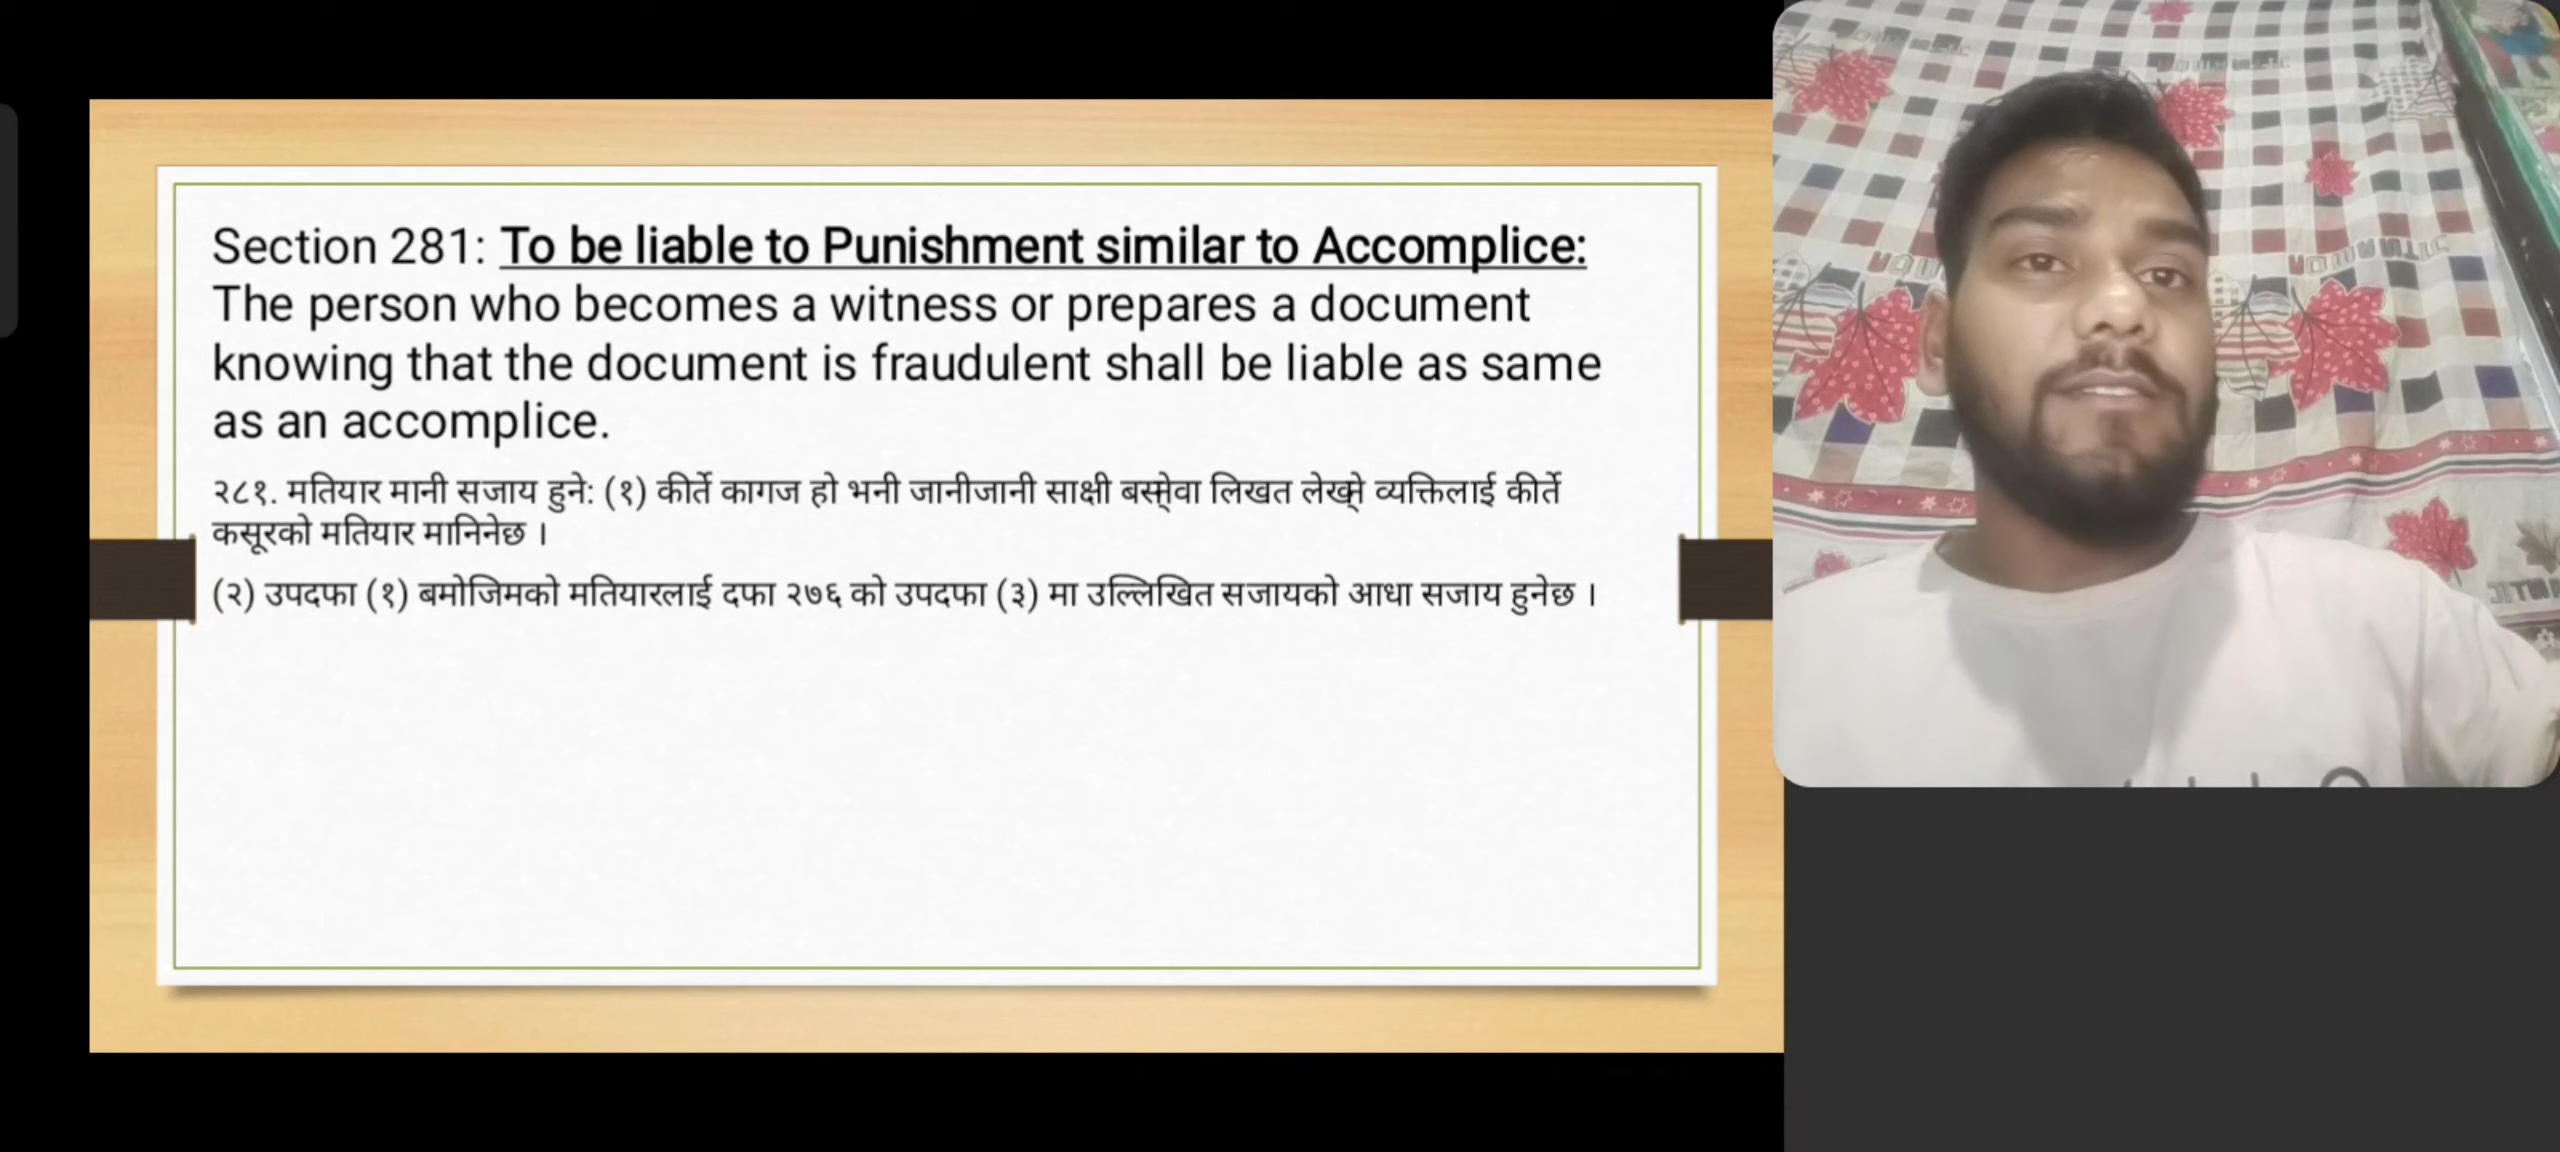 Section 281: To be liable to Punishment similar to Accomplice:
The person who becomes a witness or prepares a document
knowing that the document is fraudulent shall be liable as same
as an accomplice.
२८१. मतियार मानी सजाय हुने: (१) कीर्ते कागज हो भनी जानीजानी साक्षी बस्नेवा लिखत लेख्ने व्यक्तिलाई कीर्ते
कसूरको मतियार मानिनेछ ।
(२) उपदफा (१) बमोजिमको मतियारलाई दफा २७६ को उपदफा (३) मा उल्लिखित सजायको आधा सजाय हुनेछ ।